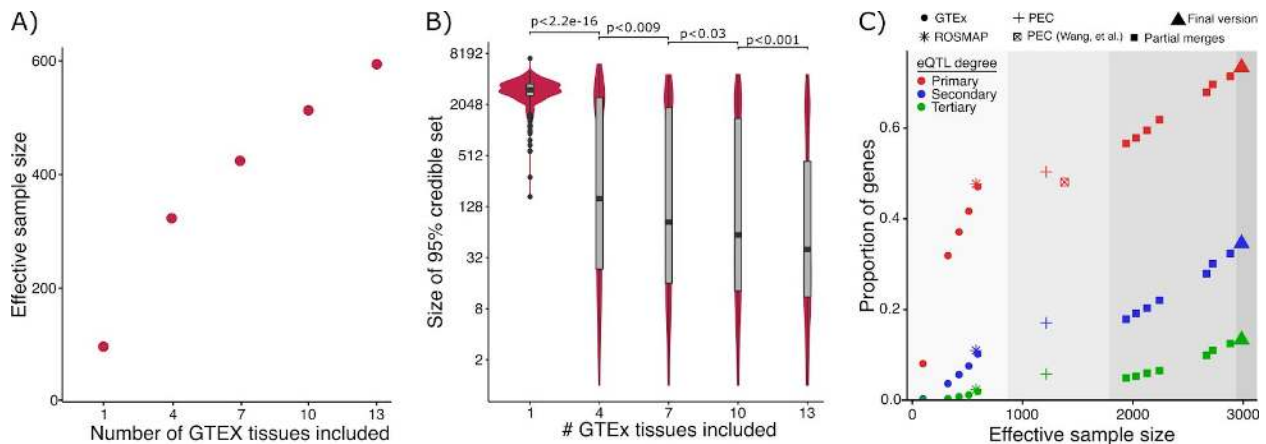 A)
600
400
200
0
Effective sample size
1 4 7 10 13
Number of GTEX tissues included
B)
p<2.2e-16
p<0.009
p<0.03
p<0.001
8192
2048
512
128
32
8
2
Size of 95% credible set
1 4 7 10 13
# GTEx tissues included
C)
GTEx PEC Final version
ROSMAP PEC (Wang, et al.) Partial merges
eQTL degree
Primary
Secondary
Tertiary
0.6
0.4
0.2
0.0
Proportion of genes
0 1000 2000 3000
Effective sample size